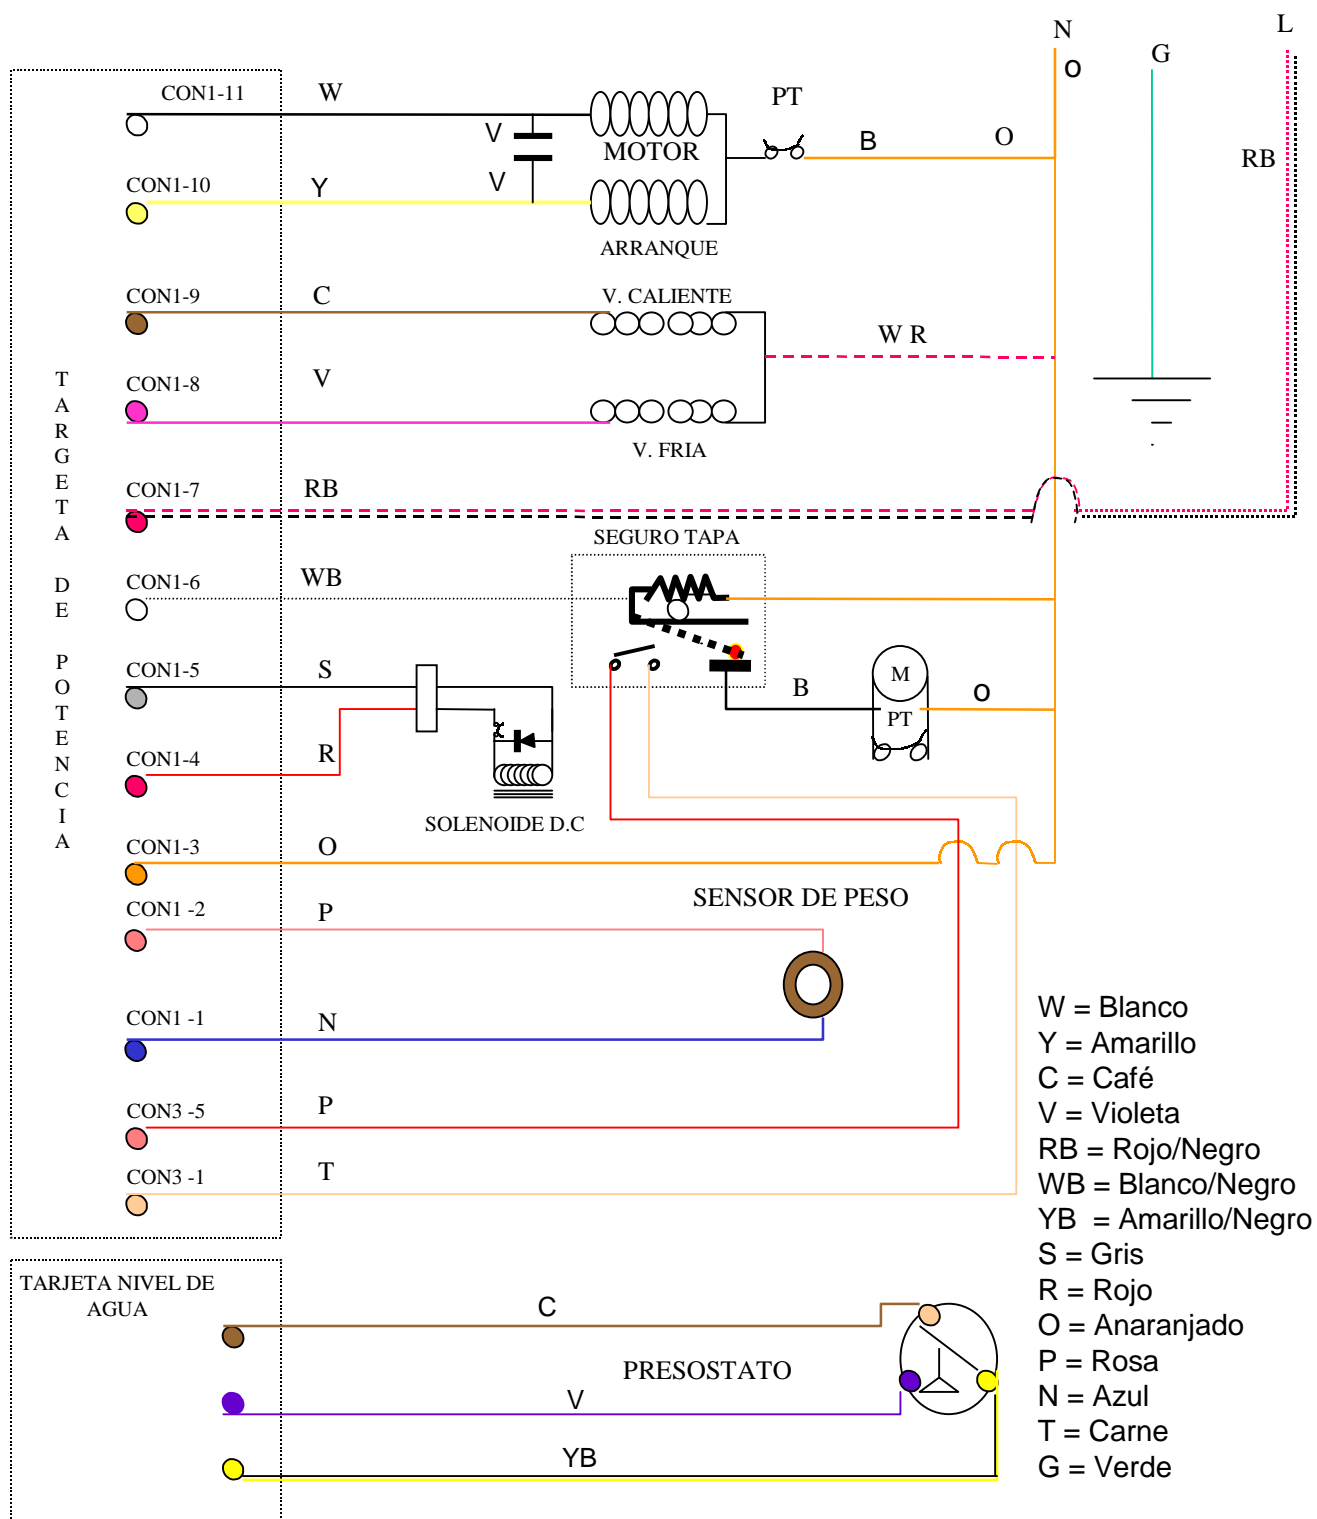 N
L
O
G
CON1-11
W
PT
V
MOTOR
B
O
RB
CON1-10
Y
V
ARRANQUE
CON1-9
C
V. CALIENTE
W R
CON1-8
V
V. FRIA
CON1-7
RB
SEGURO TAPA
CON1-6
WB
CON1-5
S
B
M
O
PT
CON1-4
R
SOLENOIDE D.C
CON1-3
O
CON1 -2
P
SENSOR DE PESO
CON1 -1
N
CON3 -5
P
CON3 -1
T
TARGETA DE POTENCIA
W = Blanco
Y = Amarillo
C = Café
V = Violeta
RB = Rojo/Negro
WB = Blanco/Negro
YB = Amarillo/Negro
S = Gris
R = Rojo
O = Anaranjado
P = Rosa
N = Azul
T = Carne
G = Verde
TARJETA NIVEL DE
AGUA
C
PRESOSTATO
V
YB